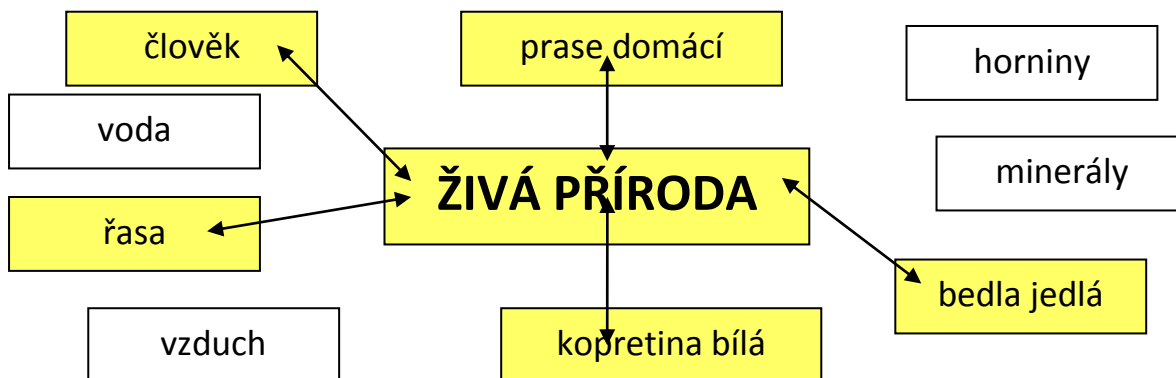 člověk
prase domácí
horniny
voda
minerály
ŽIVÁ PŘÍRODA
řasa
bedla jedlá
vzduch
kopretina bílá